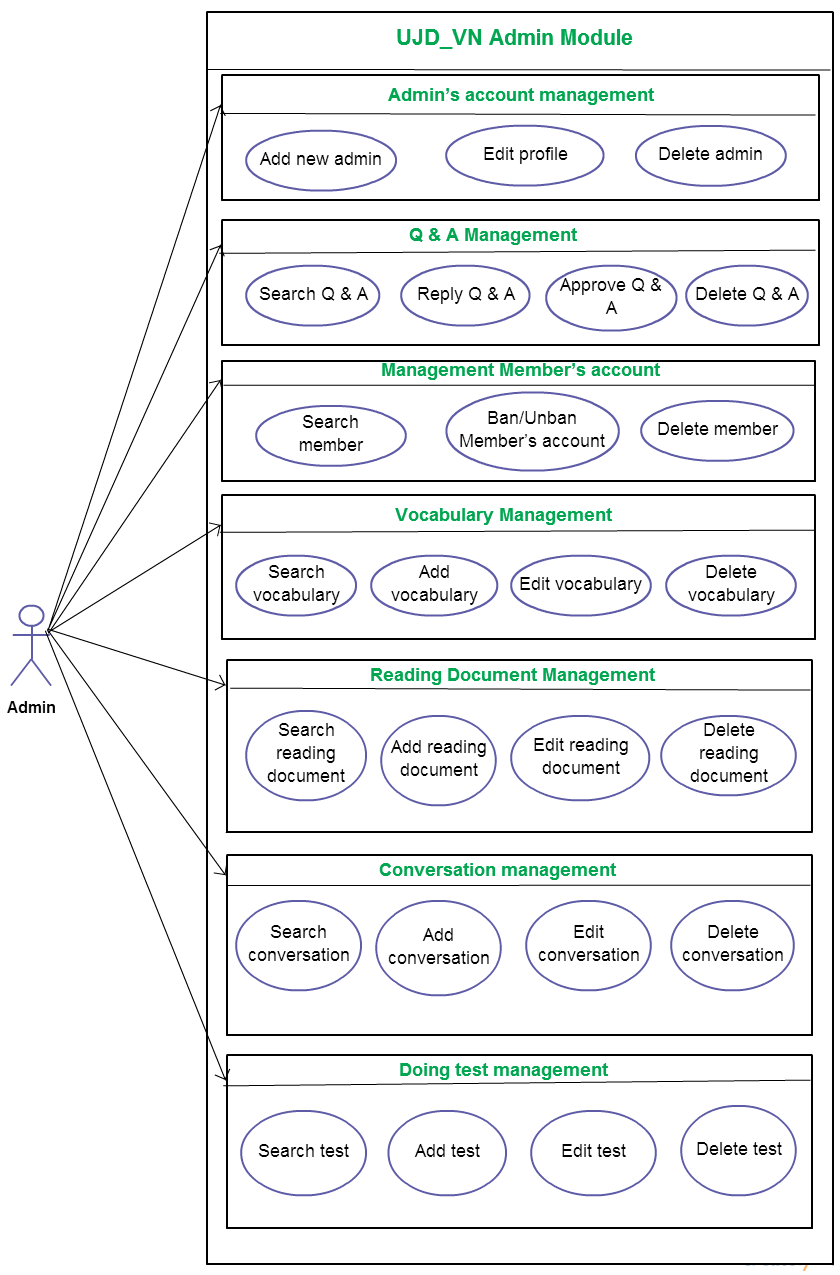 UJD_VN Admin Module
Admin’s account management
Add new admin
Edit profile
Delete admin
Q & A Management
Search Q & A
Reply Q & A
Approve Q &
A
Delete Q & A
Management Member’s account
Search
member
Ban/Unban
Member’s account
Delete member
Vocabulary Management
Search
vocabulary
Add
vocabulary
Edit vocabulary
Delete
vocabulary
Admin
Reading Document Management
Search
reading
document
Add reading
document
Edit reading
document
Delete
reading
document
Conversation management
Search
conversation
Add
conversation
Edit
conversation
Delete
conversation
Doing test management
Search test
Add test
Edit test
Delete test